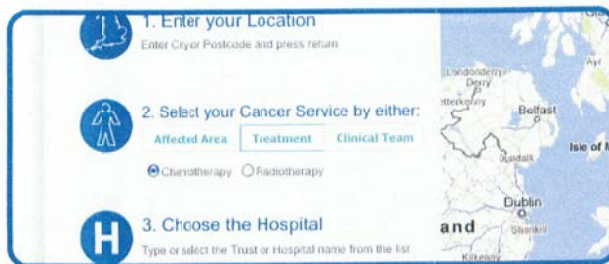 1. Enter your Location
Enter City or Postcode and press return
2. Select your Cancer Service by either:
Affected Area Treatment Clinical Team
Chemotherapy Radiotherapy
3. Choose the Hospital
Type or select the Trust or Hospital name from the list
H
Ayr
Londonderry
Derry
Belfast
Isle of
Dundalk
Dublin
and
Shankill
Kilkenny